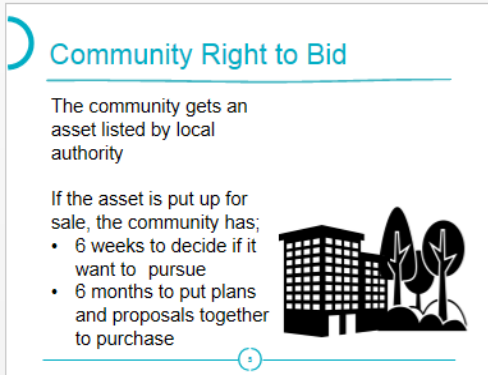 Community Right to Bid
The community gets an
asset listed by local
authority
If the asset is put up for
sale, the community has;
• 6 weeks to decide if it
want to pursue
• 6 months to put plans
and proposals together
to purchase